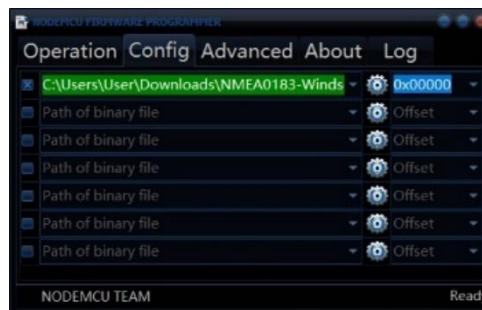 NODEMCU FIRMWARE PROGRAMMER
Operation Config Advanced About Log
C:\Users\User\Downloads\NMEA0183-Winds 0x00000
Path of binary file Offset
Path of binary file Offset
Path of binary file Offset
Path of binary file Offset
Path of binary file Offset
Path of binary file Offset
NODEMCU TEAM Ready